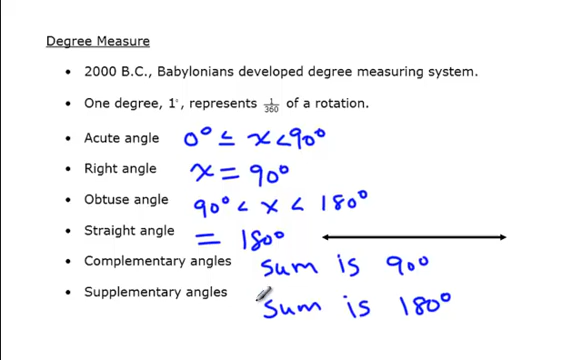 Degree Measure
• 2000 B.C., Babylonians developed degree measuring system.
• One degree, 1°, represents 1/360 of a rotation.
• Acute angle 0° ≤ x < 90°
• Right angle x = 90°
• Obtuse angle 90° < x < 180°
• Straight angle = 180°
• Complementary angles sum is 90°
• Supplementary angles sum is 180°